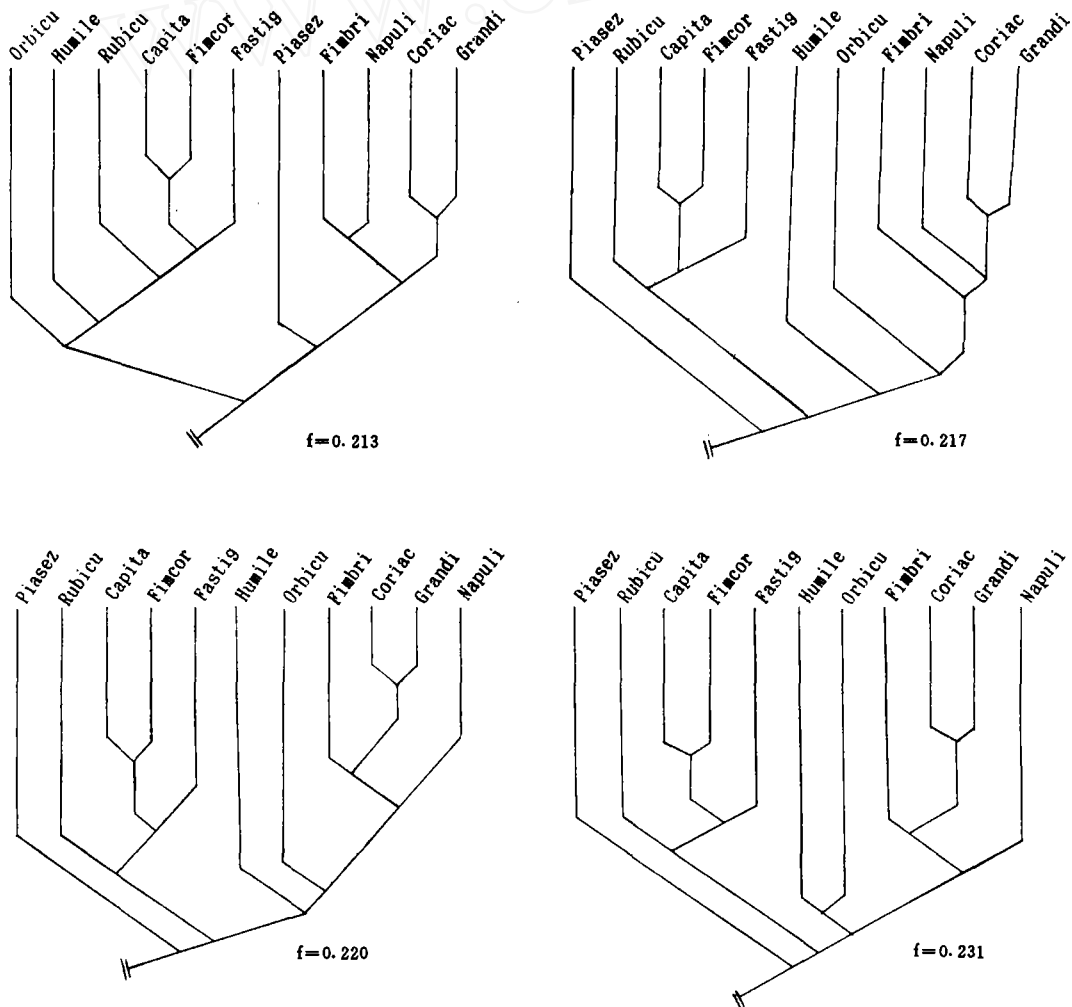 Orbicu Humile Rubicu Capita Fimcor Fastig Piasez Fimbri Napuli Coriac Grandi
f=0.213
Piasez Rubicu Capita Fimcor Fastig Humile Orbicu Fimbri Napuli Coriac Grandi
f=0.217
Piasez Rubicu Capita Fimcor Fastig Humile Orbicu Fimbri Coriac Grandi Napuli
f=0.220
Piasez Rubicu Capita Fimcor Fastig Humile Orbicu Fimbri Coriac Grandi Napuli
f=0.231